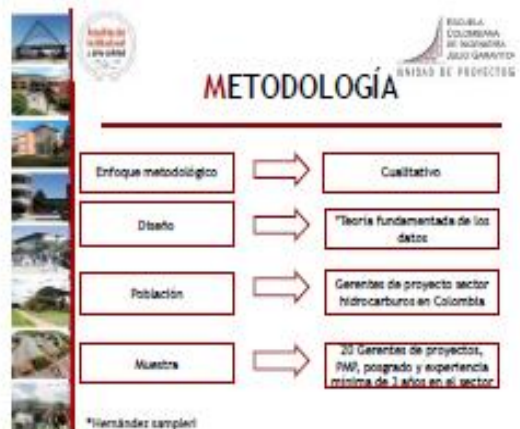 ESCUELA
COLOMBIANA
DE INGENIERÍA
JULIO GARAVITO
UNIDAD DE PROYECTOS
METODOLOGÍA
Enfoque metodológico
Cualitativo
Diseño
*Teoría fundamentada de los
datos
Población
Gerentes de proyecto sector
hidrocarburos en Colombia
Muestra
20 Gerentes de proyectos,
PMP, posgrado y experiencia
mínima de 3 años en el sector
*Hernández sampieri